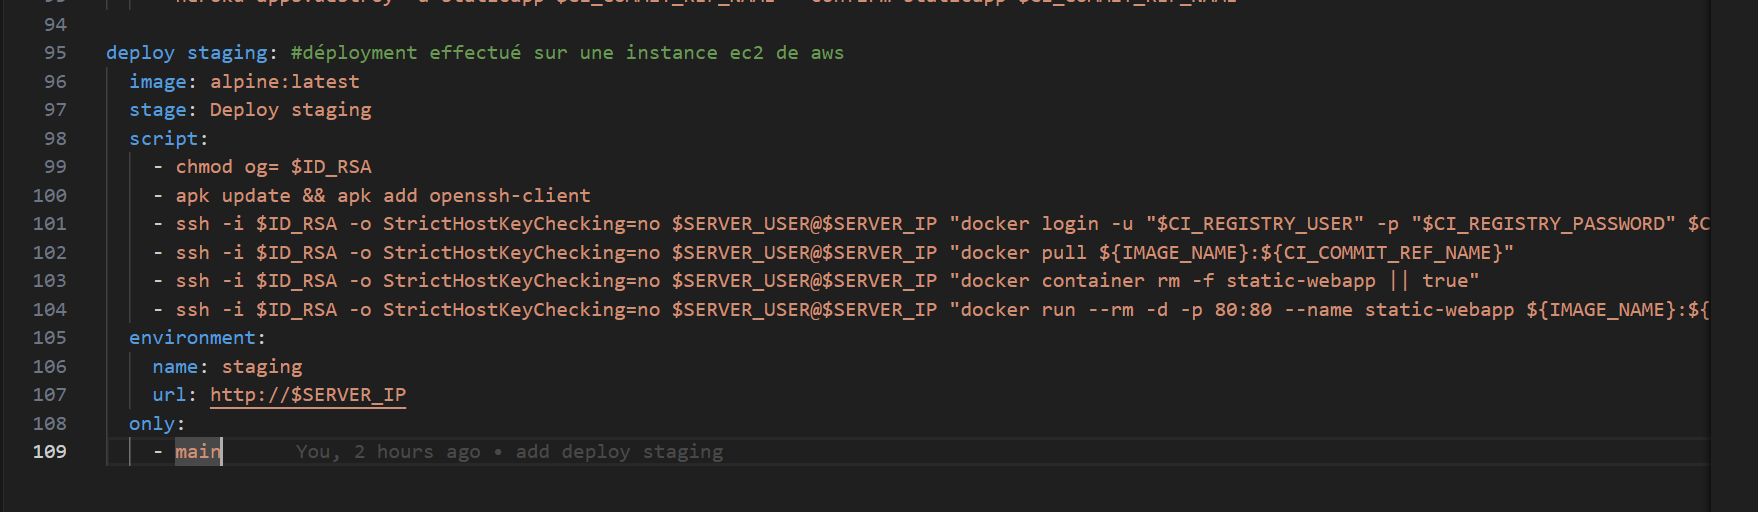 94
95 deploy staging: #déployment effectué sur une instance ec2 de aws
96 image: alpine:latest
97 stage: Deploy staging
98 script:
99 - chmod og= $ID_RSA
100 - apk update && apk add openssh-client
101 - ssh -i $ID_RSA -o StrictHostKeyChecking=no $SERVER_USER@$SERVER_IP "docker login -u "$CI_REGISTRY_USER" -p "$CI_REGISTRY_PASSWORD" $C
102 - ssh -i $ID_RSA -o StrictHostKeyChecking=no $SERVER_USER@$SERVER_IP "docker pull ${IMAGE_NAME}:${CI_COMMIT_REF_NAME}"
103 - ssh -i $ID_RSA -o StrictHostKeyChecking=no $SERVER_USER@$SERVER_IP "docker container rm -f static-webapp || true"
104 - ssh -i $ID_RSA -o StrictHostKeyChecking=no $SERVER_USER@$SERVER_IP "docker run --rm -d -p 80:80 --name static-webapp ${IMAGE_NAME}:${
105 environment:
106 name: staging
107 url: http://$SERVER_IP
108 only:
109 - main You, 2 hours ago • add deploy staging